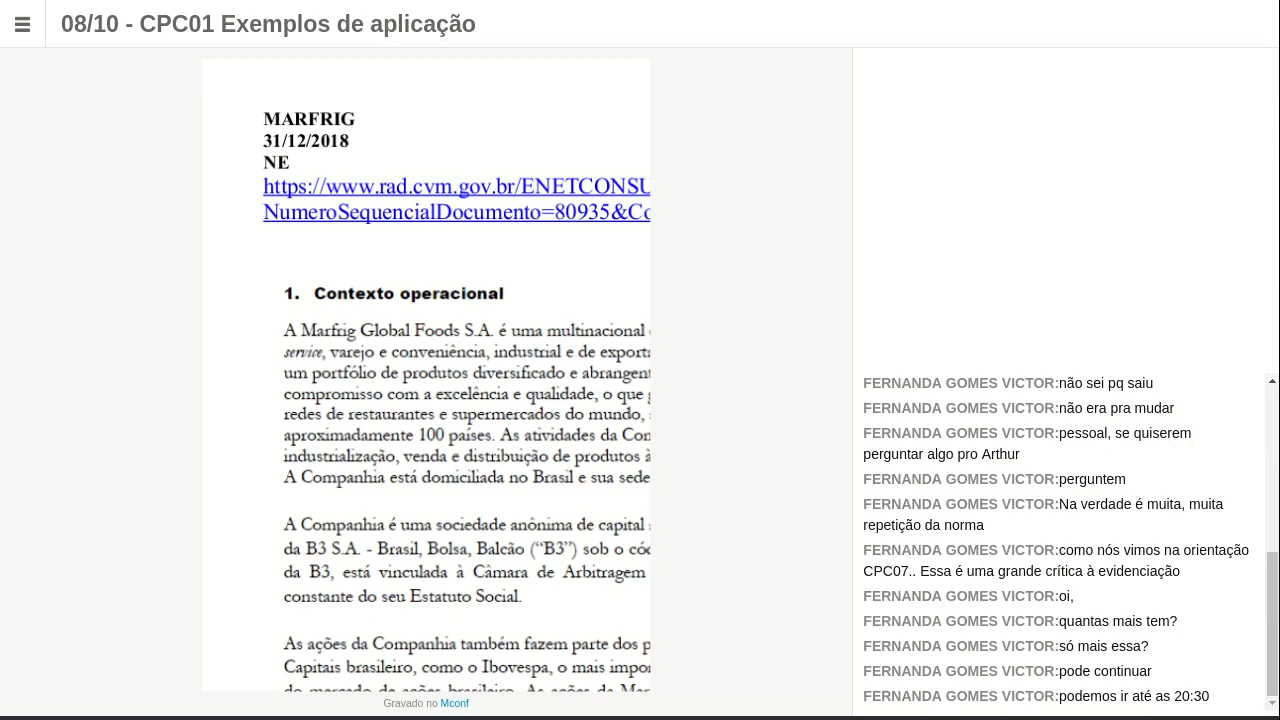 08/10 - CPC01 Exemplos de aplicação
MARFRIG
31/12/2018
NE
https://www.rad.cvm.gov.br/ENETCONSU
NumeroSequencialDocumento=80935&Co
1. Contexto operacional
A Marfrig Global Foods S.A. é uma multinacional
service, varejo e conveniência, industrial e de export
um portfólio de produtos diversificado e abrangent
compromisso com a excelência e qualidade, o que
redes de restaurantes e supermercados do mundo,
aproximadamente 100 países. As atividades da Com
industrialização, venda e distribuição de produtos à
A Companhia está domiciliada no Brasil e sua sede
A Companhia é uma sociedade anônima de capital
da B3 S.A. - Brasil, Bolsa, Balcão (“B3”) sob o cód
da B3, está vinculada à Câmara de Arbitragem
constante do seu Estatuto Social.
As ações da Companhia também fazem parte dos p
Capitais brasileiro, como o Ibovespa, o mais impor
do mercado de ações brasileiro. As ações da Mar
Gravado no Mconf
FERNANDA GOMES VICTOR:não sei pq saiu
FERNANDA GOMES VICTOR:não era pra mudar
FERNANDA GOMES VICTOR:pessoal, se quiserem
perguntar algo pro Arthur
FERNANDA GOMES VICTOR:perguntem
FERNANDA GOMES VICTOR:Na verdade é muita, muita
repetição da norma
FERNANDA GOMES VICTOR:como nós vimos na orientação
CPC07.. Essa é uma grande crítica à evidenciação
FERNANDA GOMES VICTOR:oi,
FERNANDA GOMES VICTOR:quantas mais tem?
FERNANDA GOMES VICTOR:só mais essa?
FERNANDA GOMES VICTOR:pode continuar
FERNANDA GOMES VICTOR:podemos ir até as 20:30